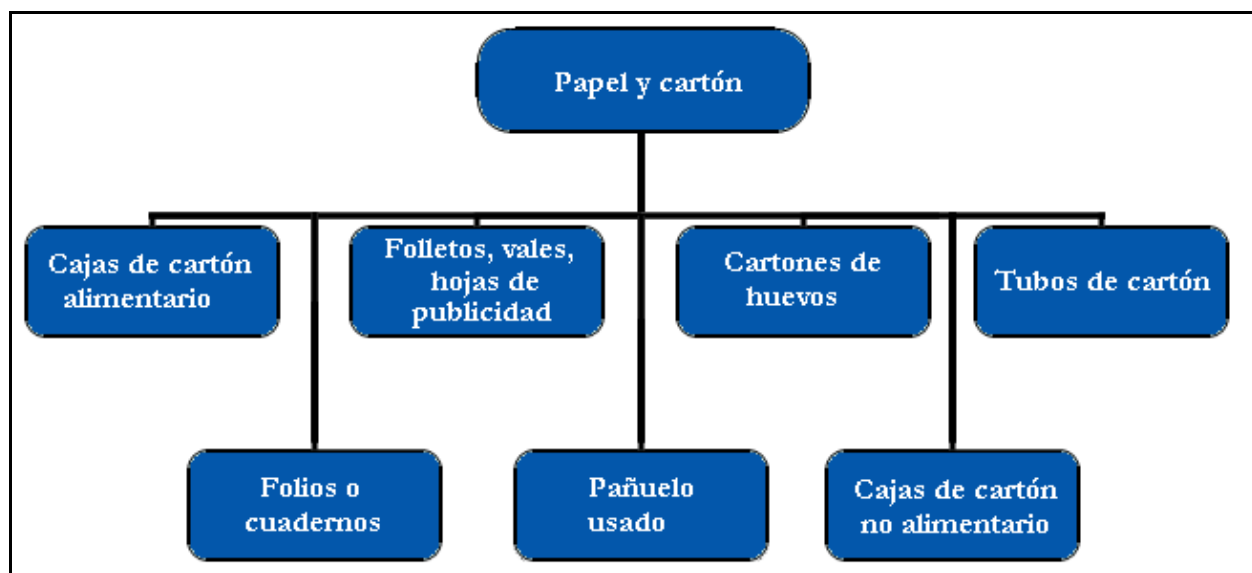 Papel y cartón
Cajas de cartón
alimentario
Folletos, vales,
hojas de
publicidad
Cartones de
huevos
Tubos de cartón
Folios o
cuadernos
Pañuelo
usado
Cajas de cartón
no alimentario